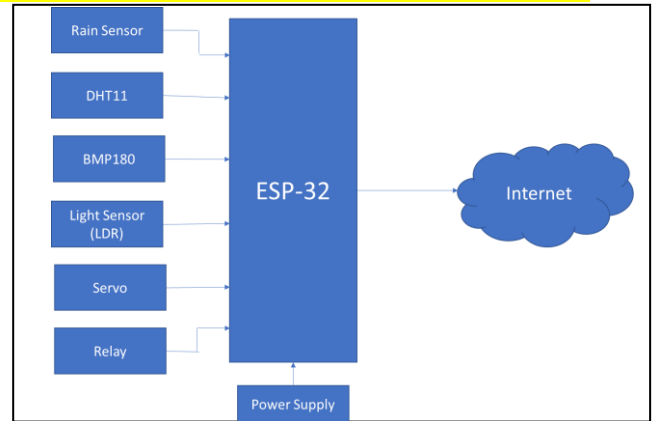 Rain Sensor
DHT11
BMP180
Light Sensor
(LDR)
Servo
Relay
ESP-32
Internet
Power Supply